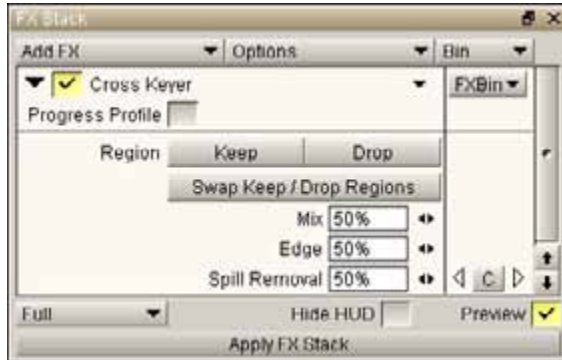 FX Stack
Add FX Options Bin
Cross Keyer FXBin
Progress Profile
Region Keep Drop
Swap Keep / Drop Regions
Mix 50%
Edge 50%
Spill Removal 50% C
Full Hide HUD Preview
Apply FX Stack